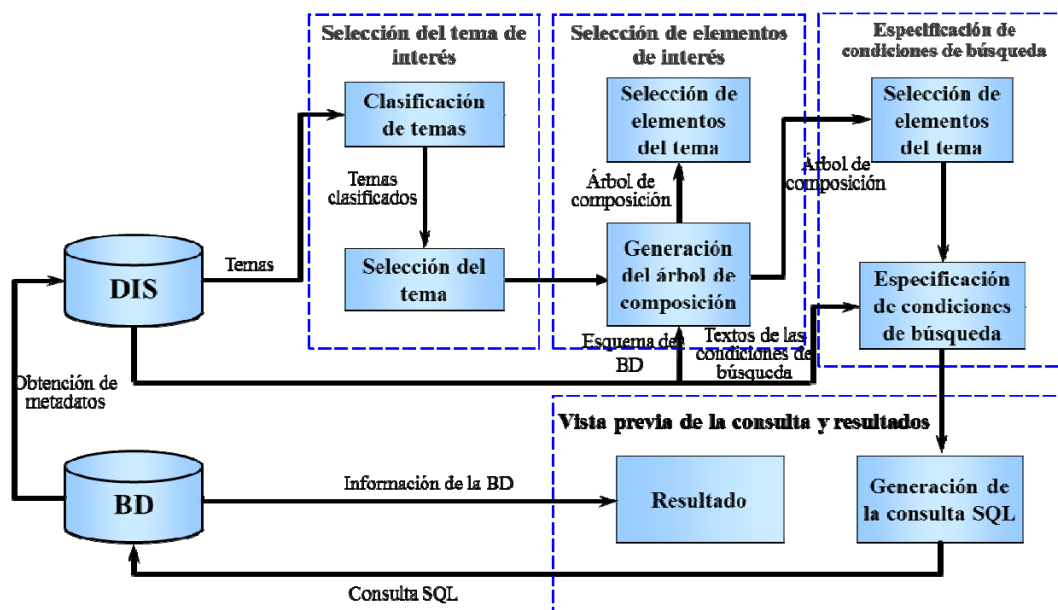 Selección del tema de
interés
Clasificación
de temas
Temas
clasificados
Selección del
tema
Selección de elementos
de interés
Selección de
elementos
del tema
Árbol de
composición
Generación
del árbol de
composición
Especificación de
condiciones de búsqueda
Selección de
elementos
del tema
Árbol de
composición
Especificación
de condiciones
de búsqueda
DIS
Temas
Esquema de
BD
Textos de las
condiciones de
búsqueda
Obtención de
metadatos
BD
Información de la BD
Vista previa de la consulta y resultados
Resultado
Generación de
la consulta SQL
Consulta SQL